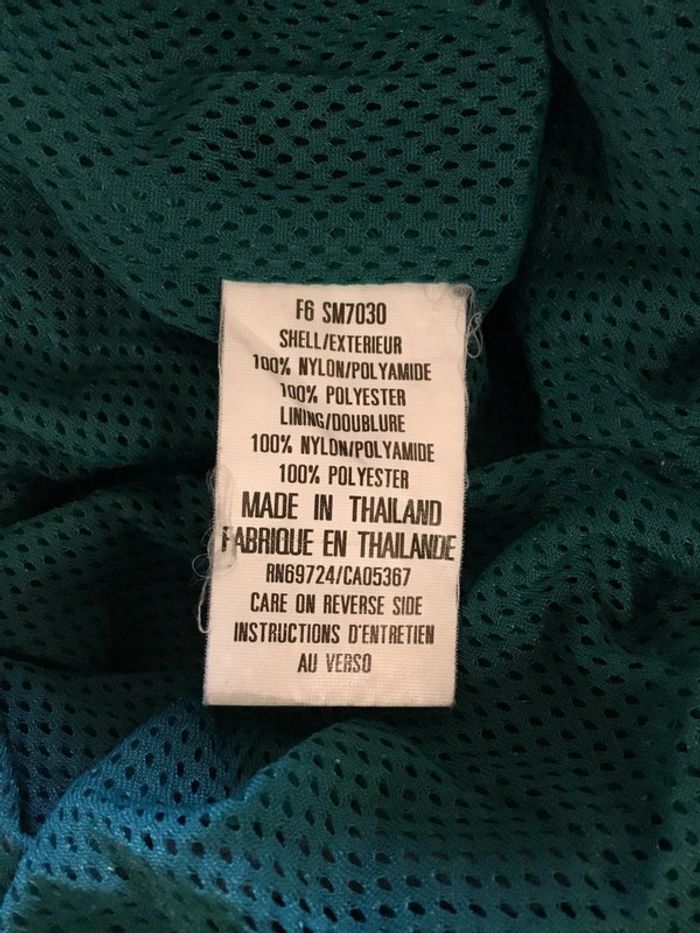 F6 SM7030
SHELL/EXTERIEUR
100% NYLON/POLYAMIDE
100% POLYESTER
LINING/DOUBLURE
100% NYLON/POLYAMIDE
100% POLYESTER
MADE IN THAILAND
FABRIQUE EN THAILANDE
RN69724/CA05367
CARE ON REVERSE SIDE
INSTRUCTIONS D'ENTRETIEN
AU VERSO